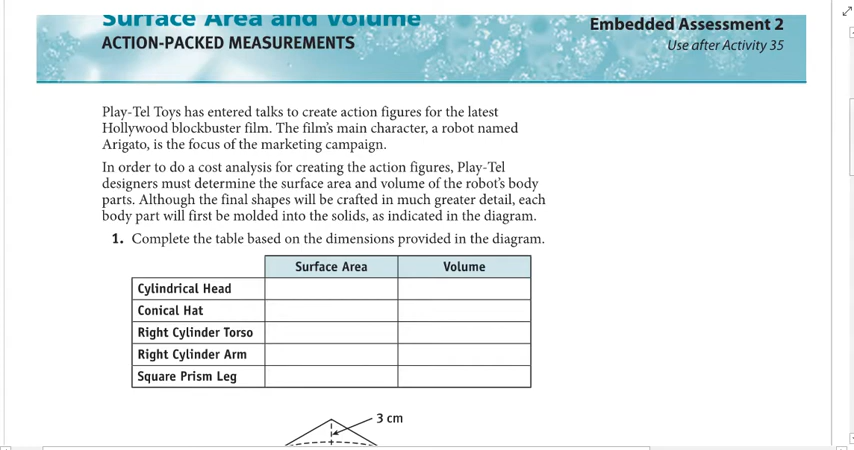 Surface Area and Volume
Embedded Assessment 2
ACTION-PACKED MEASUREMENTS
Use after Activity 35
Play-Tel Toys has entered talks to create action figures for the latest
Hollywood blockbuster film. The film's main character, a robot named
Arigato, is the focus of the marketing campaign.
In order to do a cost analysis for creating the action figures, Play-Tel
designers must determine the surface area and volume of the robot's body
parts. Although the final shapes will be crafted in much greater detail, each
body part will first be molded into the solids, as indicated in the diagram.
1. Complete the table based on the dimensions provided in the diagram.
Surface Area Volume
Cylindrical Head
Conical Hat
Right Cylinder Torso
Right Cylinder Arm
Square Prism Leg
3 cm